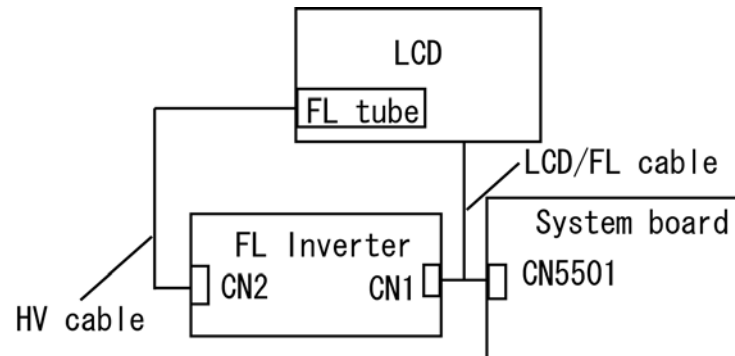 LCD
FL tube
LCD/FL cable
System board
FL Inverter
CN5501
CN2
CN1
HV cable